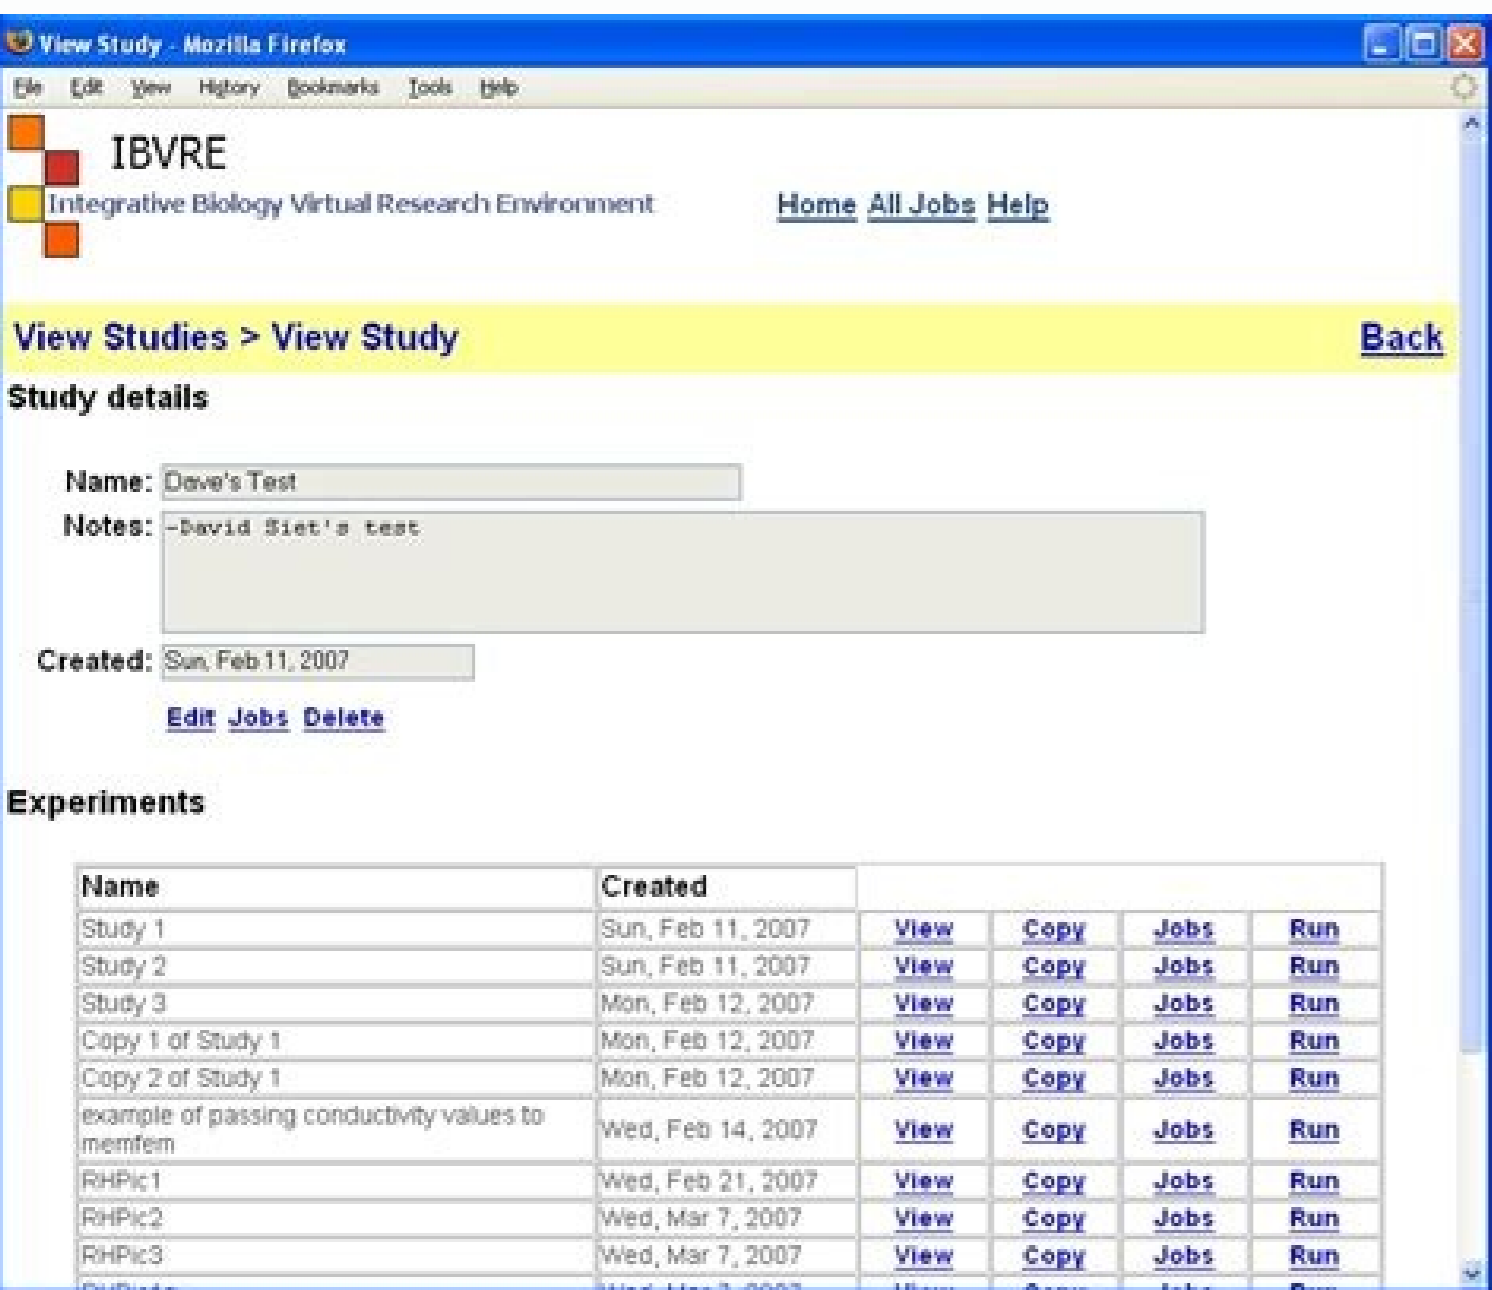 View Study - Mozilla Firefox
File Edit View History Bookmarks Tools Help
IBVRE
Integrative Biology Virtual Research Environment Home All Jobs Help
View Studies > View Study Back
Study details
Name: Dave's Test
Notes: -David Siet's test
Created: Sun, Feb 11, 2007
Edit Jobs Delete
Experiments
Name Created
Study 1 Sun, Feb 11, 2007 View Copy Jobs Run
Study 2 Sun, Feb 11, 2007 View Copy Jobs Run
Study 3 Mon, Feb 12, 2007 View Copy Jobs Run
Copy 1 of Study 1 Mon, Feb 12, 2007 View Copy Jobs Run
Copy 2 of Study 1 Mon, Feb 12, 2007 View Copy Jobs Run
example of passing conductivity values to
memfem Wed, Feb 14, 2007 View Copy Jobs Run
RHPic1 Wed, Feb 21, 2007 View Copy Jobs Run
RHPic2 Wed, Mar 7, 2007 View Copy Jobs Run
RHPic3 Wed, Mar 7, 2007 View Copy Jobs Run